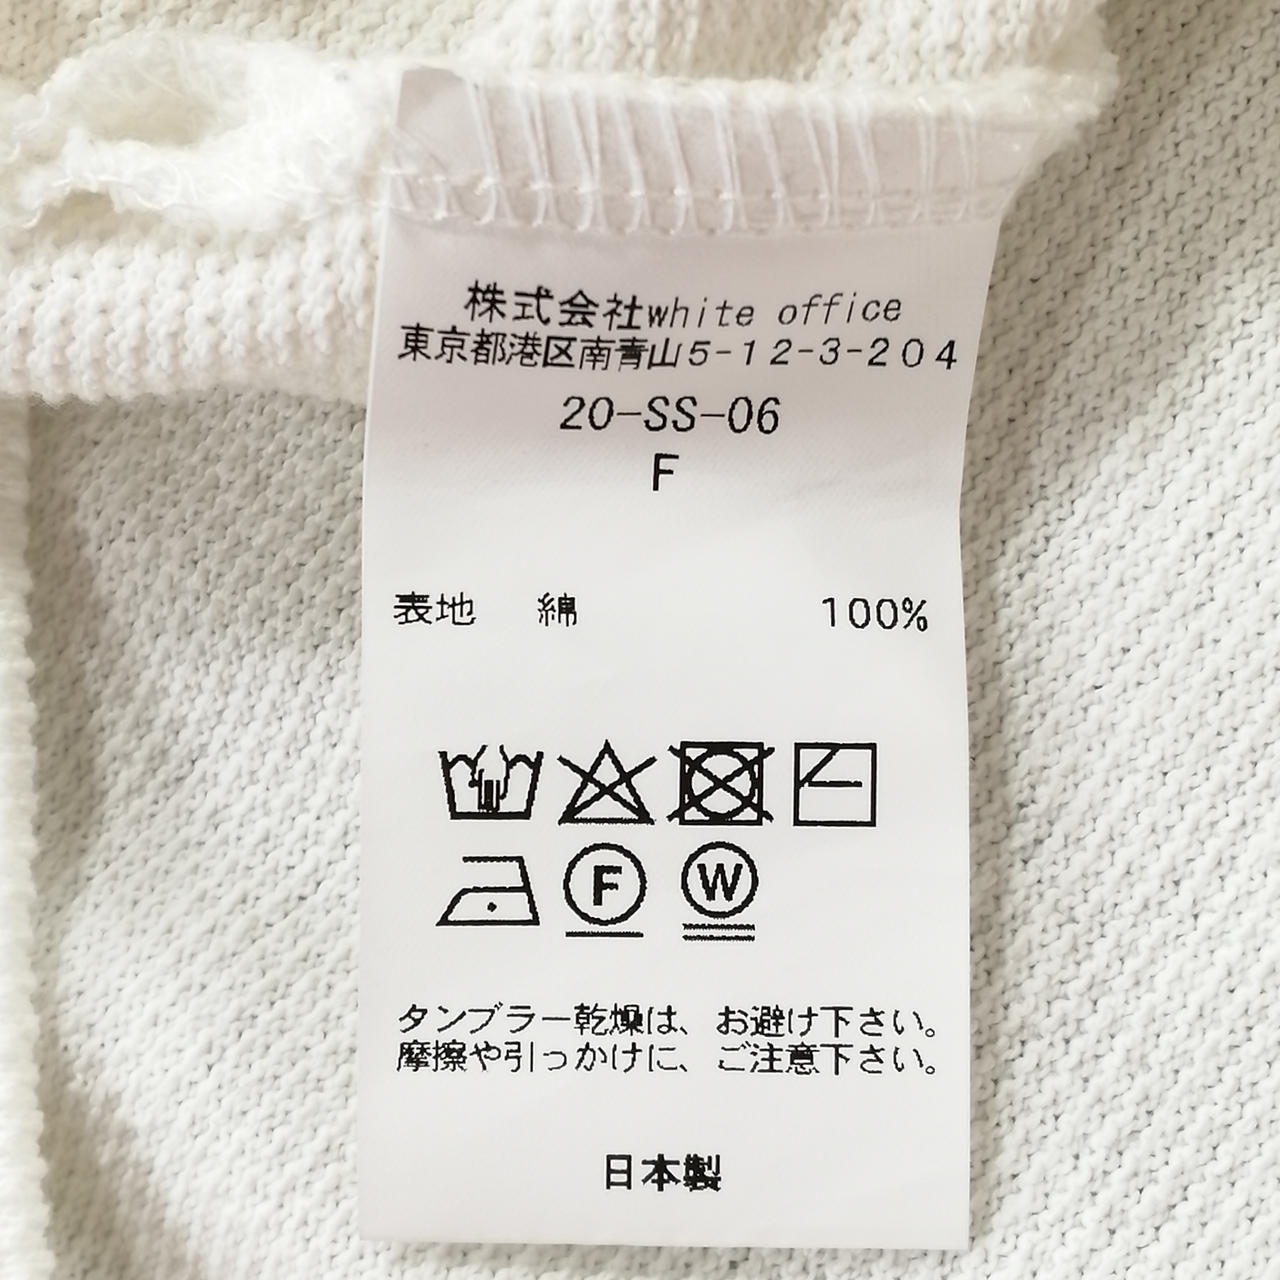 株式会社white office
東京都港区南青山5-12-3-204
20-SS-06
F
表地 綿 100%
F W
タンブラー乾燥は、お避け下さい。
摩擦や引っかけに、ご注意下さい。
日本製